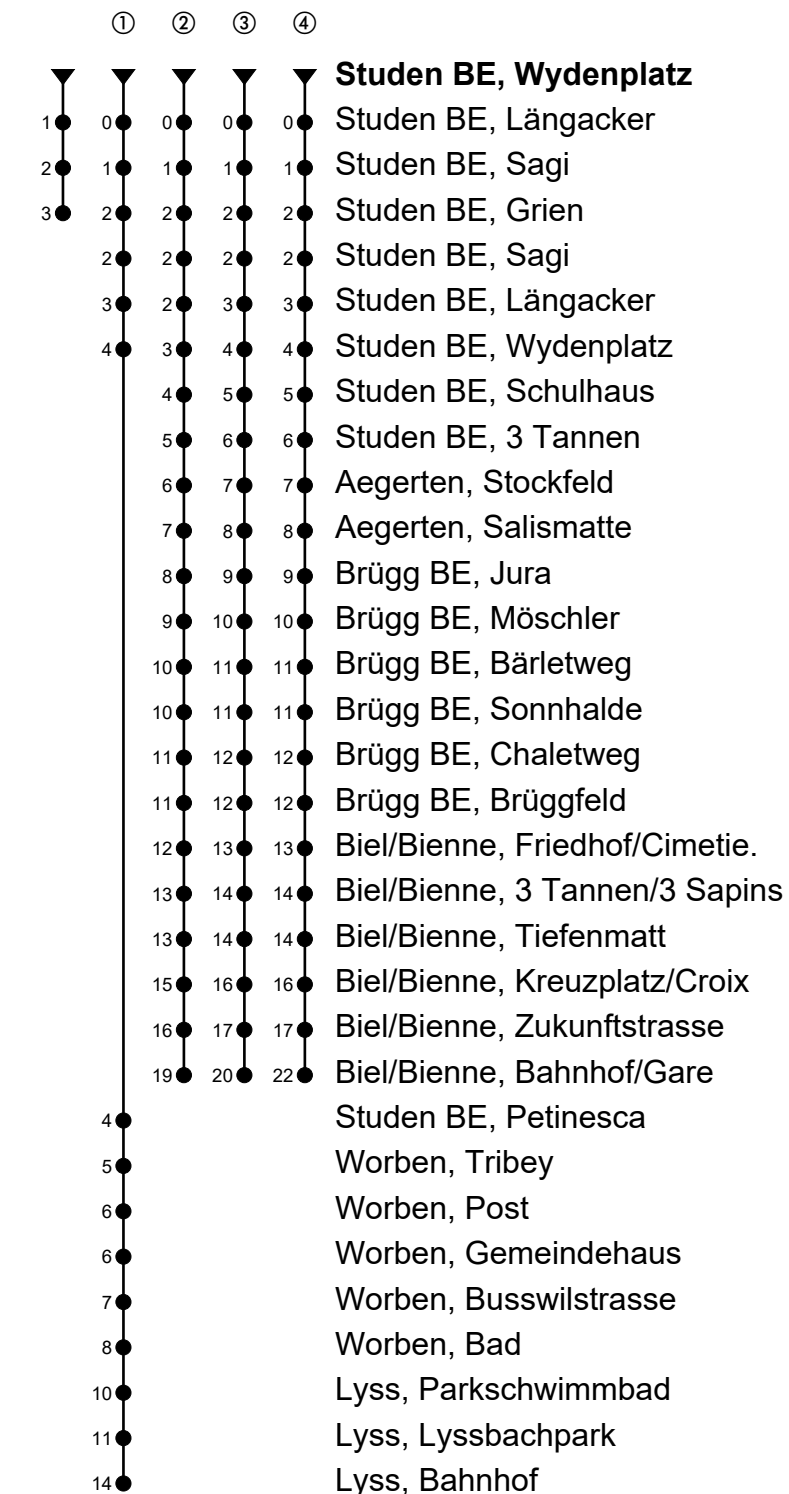 ① ② ③ ④
Studen BE, Wydenplatz
1 0 0 0 0 Studen BE, Längacker
2 1 1 1 1 Studen BE, Sagi
3 2 2 2 2 Studen BE, Grien
2 2 2 2 Studen BE, Sagi
3 2 3 3 Studen BE, Längacker
4 3 4 4 Studen BE, Wydenplatz
4 5 5 Studen BE, Schulhaus
5 6 6 Studen BE, 3 Tannen
6 7 7 Aegerten, Stockfeld
7 8 8 Aegerten, Salismatte
8 9 9 Brügg BE, Jura
9 10 10 Brügg BE, Möschler
10 11 11 Brügg BE, Bärletweg
10 11 11 Brügg BE, Sonnhalde
11 12 12 Brügg BE, Chaletweg
11 12 12 Brügg BE, Brüggfeld
12 13 13 Biel/Bienne, Friedhof/Cimetie.
13 14 14 Biel/Bienne, 3 Tannen/3 Sapins
13 14 14 Biel/Bienne, Tiefenmatt
15 16 16 Biel/Bienne, Kreuzplatz/Croix
16 17 17 Biel/Bienne, Zukunftstrasse
19 20 22 Biel/Bienne, Bahnhof/Gare
4 Studen BE, Petinesca
5 Worben, Tribey
6 Worben, Post
6 Worben, Gemeindehaus
7 Worben, Busswilstrasse
8 Worben, Bad
10 Lyss, Parkschwimmbad
11 Lyss, Lyssbachpark
14 Lyss, Bahnhof